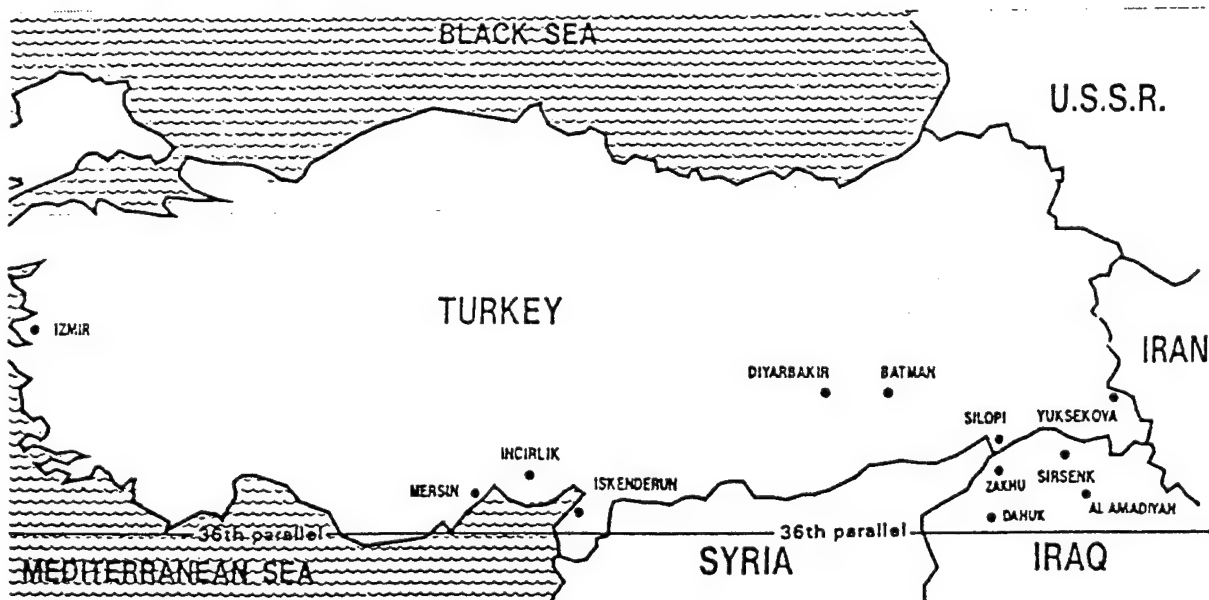 BLACK SEA
U.S.S.R.
TURKEY
IZMIR
IRAN
DIYARBAKIR
BATMAN
SILOPI
YUKSEKOVA
INCIRLIK
MERSIN
ISKENDERUN
ZAKHU
SIRSENK
AL AMADIYAH
DAHUK
36th parallel
36th parallel
MEDITERRANEAN SEA
SYRIA
IRAQ